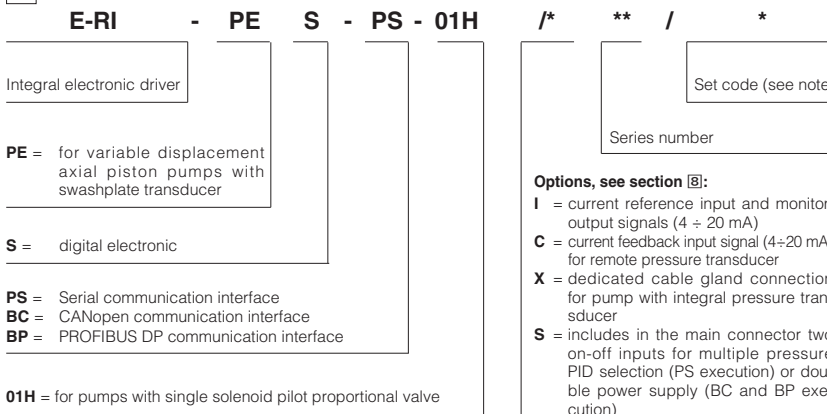 E-RI - PE S - PS - 01H /* ** / *
Integral electronic driver
PE = for variable displacement
axial piston pumps with
swashplate transducer
S = digital electronic
PS = Serial communication interface
BC = CANopen communication interface
BP = PROFIBUS DP communication interface
01H = for pumps with single solenoid pilot proportional valve
Set code (see note
Series number
Options, see section 8:
I = current reference input and monitor
output signals (4 ÷ 20 mA)
C = current feedback input signal (4÷20 mA
for remote pressure transducer
X = dedicated cable gland connection
for pump with integral pressure tran
sducer
S = includes in the main connector two
on-off inputs for multiple pressure
PID selection (PS execution) or dou
ble power supply (BC and BP exe
cution)